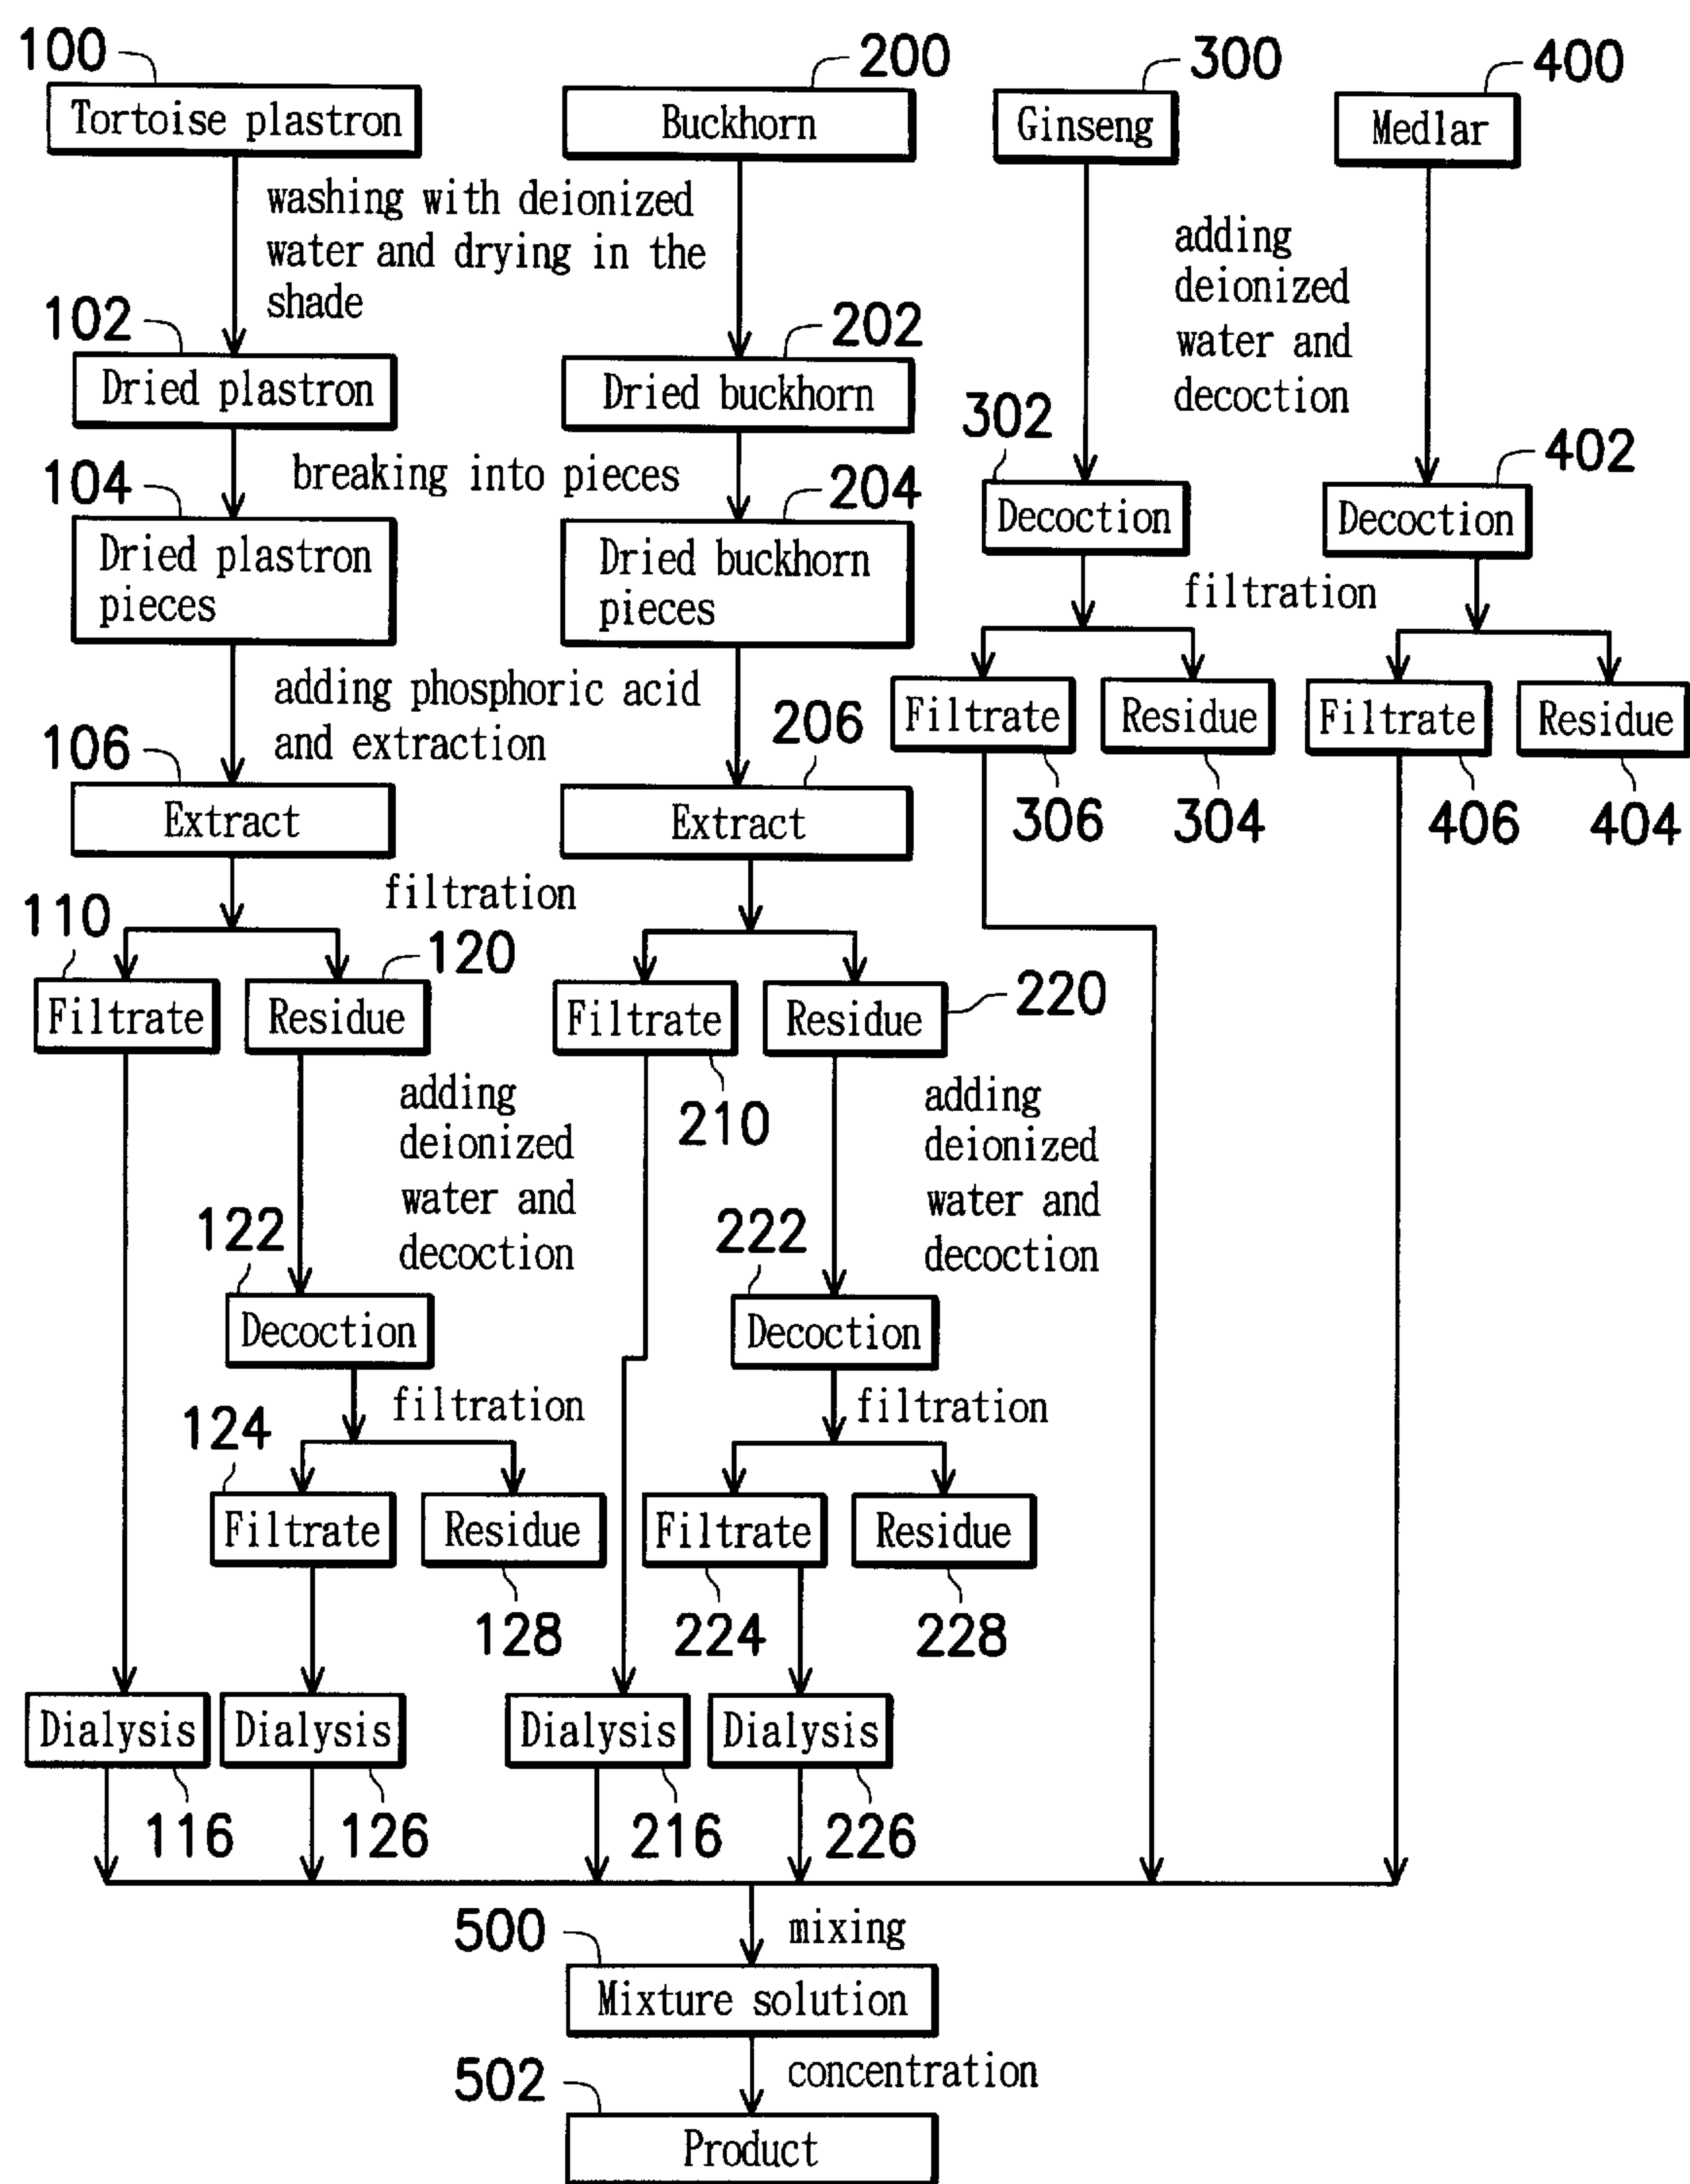 100
200
300
400
Tortoise plastron
Buckhorn
Ginseng
Medlar
washing with deionized
water and drying in the
shade
adding
deionized
water and
decoction
102
202
Dried plastron
Dried buckhorn
302
402
breaking into pieces
104
204
Decoction
Decoction
Dried plastron
pieces
Dried buckhorn
pieces
filtration
adding phosphoric acid
and extraction
Filtrate
Residue
Filtrate
Residue
106
206
306
304
406
404
Extract
Extract
filtration
110
120
220
Filtrate
Residue
Filtrate
Residue
210
adding
deionized
water and
decoction
adding
deionized
water and
decoction
122
222
Decoction
Decoction
filtration
filtration
124
Filtrate
Residue
Filtrate
Residue
128
224
228
Dialysis
Dialysis
Dialysis
Dialysis
116
126
216
226
500
mixing
Mixture solution
502
concentration
Product